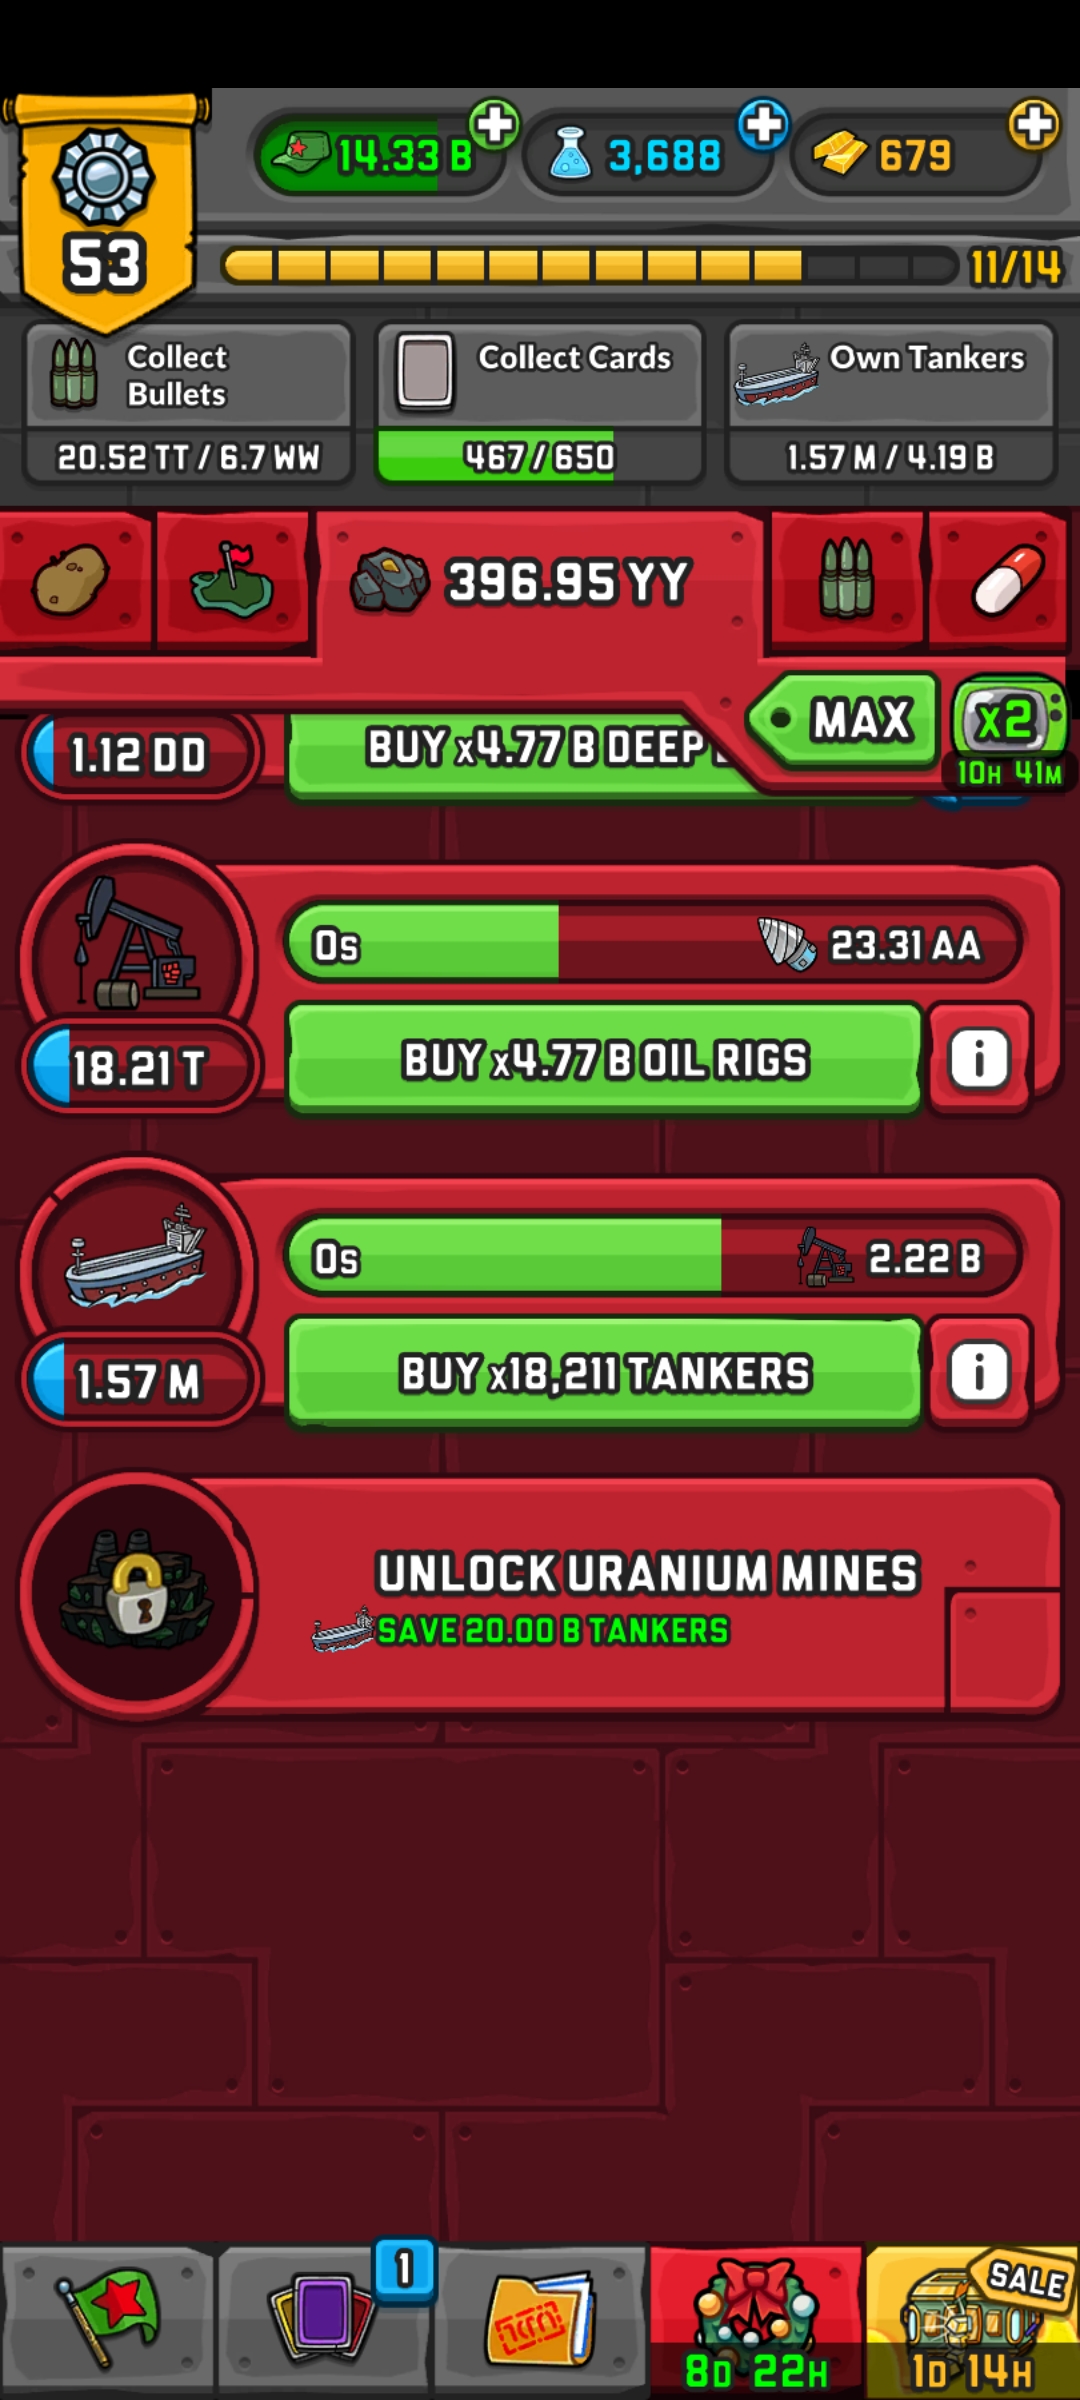 14.33 B
3,688
679
53
11/14
Collect
Bullets
Collect Cards
Own Tankers
20.52 TT / 6.7 WW
467 / 650
1.57 M / 4.19 B
396.95 YY
MAX
x2
10H 41M
1.12 DD
BUY x4.77 B DEEP
0s
23.31 AA
18.21 T
BUY x4.77 B OIL RIGS
i
0s
2.22 B
1.57 M
BUY x18,211 TANKERS
i
UNLOCK URANIUM MINES
SAVE 20.00 B TANKERS
1
SALE
8D 22H
1D 14H